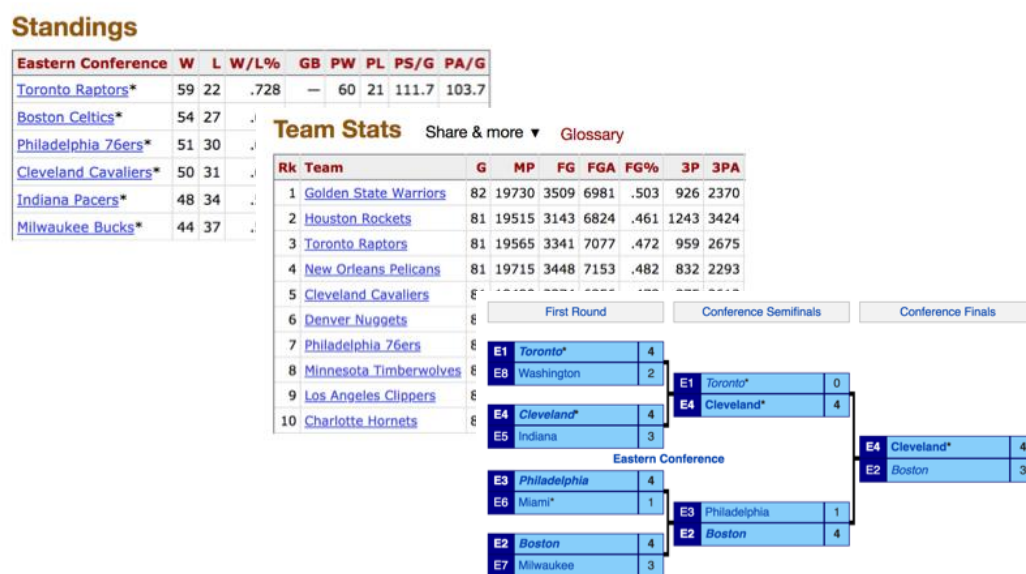 Standings
Eastern Conference W L W/L% GB PW PL PS/G PA/G
Toronto Raptors* 59 22 .728 — 60 21 111.7 103.7
Boston Celtics* 54 27
Philadelphia 76ers* 51 30
Cleveland Cavaliers* 50 31
Indiana Pacers* 48 34
Milwaukee Bucks* 44 37
Team Stats Share & more ▼ Glossary
Rk Team G MP FG FGA FG% 3P 3PA
1 Golden State Warriors 82 19730 3509 6981 .503 926 2370
2 Houston Rockets 81 19515 3143 6824 .461 1243 3424
3 Toronto Raptors 81 19565 3341 7077 .472 959 2675
4 New Orleans Pelicans 81 19715 3448 7153 .482 832 2293
5 Cleveland Cavaliers
6 Denver Nuggets
7 Philadelphia 76ers
8 Minnesota Timberwolves
9 Los Angeles Clippers
10 Charlotte Hornets
First Round Conference Semifinals Conference Finals
E1 Toronto* 4
E8 Washington 2
E1 Toronto* 0
E4 Cleveland* 4
E4 Cleveland* 4
E5 Indiana 3
Eastern Conference
E4 Cleveland* 4
E2 Boston 3
E3 Philadelphia 4
E6 Miami* 1
E3 Philadelphia 1
E2 Boston 4
E2 Boston 4
E7 Milwaukee 3